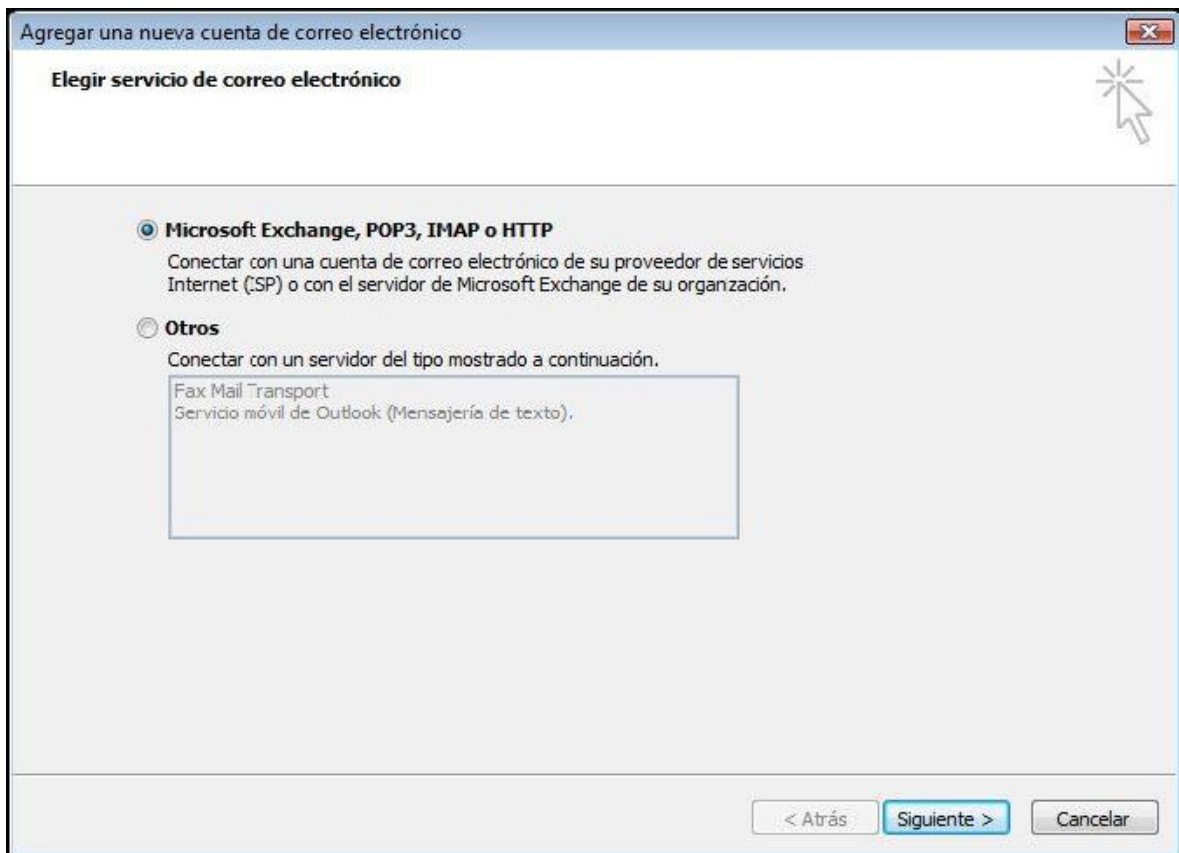 Agregar una nueva cuenta de correo electrónico
Elegir servicio de correo electrónico
Microsoft Exchange, POP3, IMAP o HTTP
Conectar con una cuenta de correo electrónico de su proveedor de servicios
Internet (ISP) o con el servidor de Microsoft Exchange de su organzación.
Otros
Conectar con un servidor del tipo mostrado a continuación.
Fax Mail Transport
Servicio móvil de Outlook (Mensajería de texto).
< Atrás
Siguiente >
Cancelar